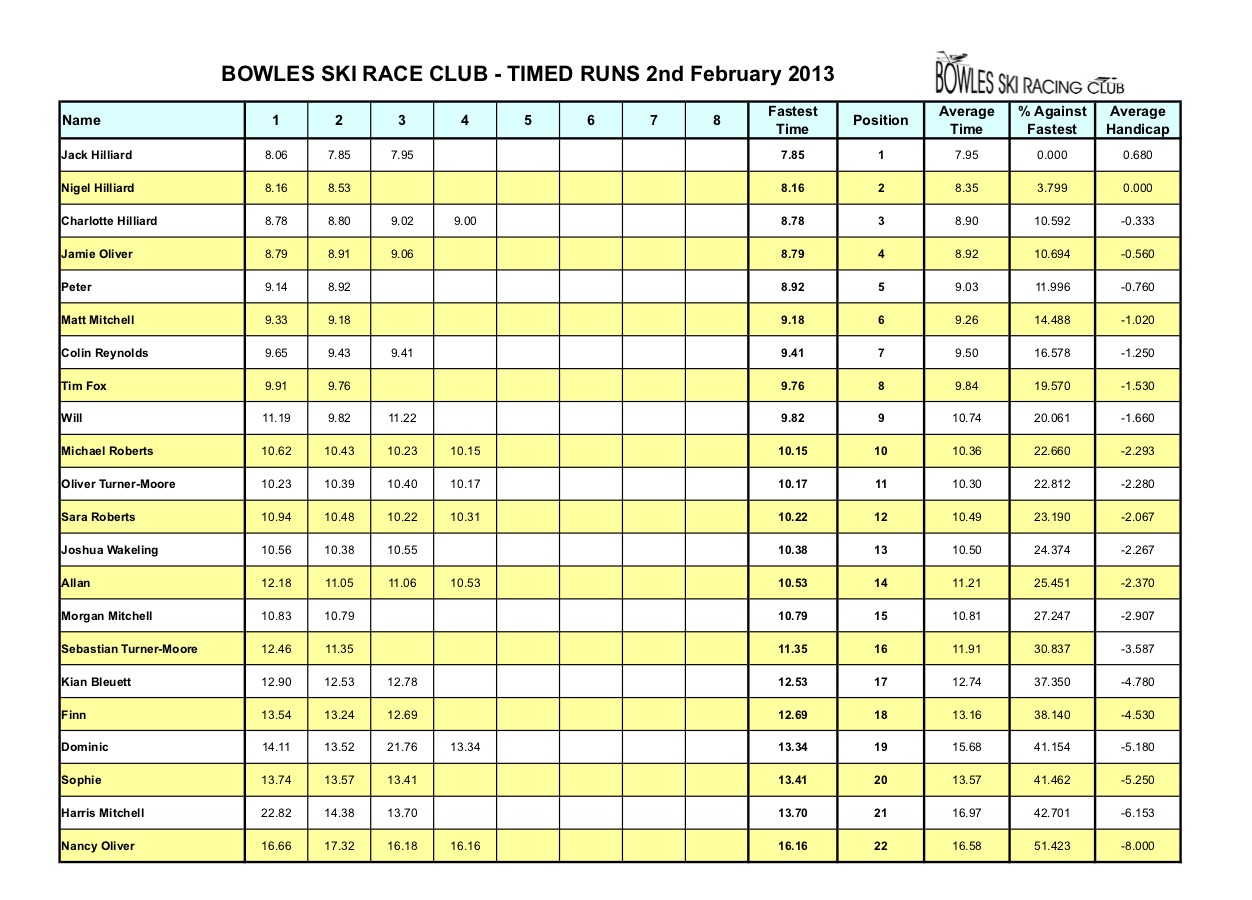 BOWLES SKI RACE CLUB - TIMED RUNS 2nd February 2013
BOWLES SKI RACING CLUB
Name 1 2 3 4 5 6 7 8 Fastest Time Position Average Time % Against Fastest Average Handicap
Jack Hilliard 8.06 7.85 7.95 7.85 1 7.95 0.000 0.680
Nigel Hilliard 8.16 8.53 8.16 2 8.35 3.799 0.000
Charlotte Hilliard 8.78 8.80 9.02 9.00 8.78 3 8.90 10.592 -0.333
Jamie Oliver 8.79 8.91 9.06 8.79 4 8.92 10.694 -0.560
Peter 9.14 8.92 8.92 5 9.03 11.996 -0.760
Matt Mitchell 9.33 9.18 9.18 6 9.26 14.488 -1.020
Colin Reynolds 9.65 9.43 9.41 9.41 7 9.50 16.578 -1.250
Tim Fox 9.91 9.76 9.76 8 9.84 19.570 -1.530
Will 11.19 9.82 11.22 9.82 9 10.74 20.061 -1.660
Michael Roberts 10.62 10.43 10.23 10.15 10.15 10 10.36 22.660 -2.293
Oliver Turner-Moore 10.23 10.39 10.40 10.17 10.17 11 10.30 22.812 -2.280
Sara Roberts 10.94 10.48 10.22 10.31 10.22 12 10.49 23.190 -2.067
Joshua Wakeling 10.56 10.38 10.55 10.38 13 10.50 24.374 -2.267
Allan 12.18 11.05 11.06 10.53 10.53 14 11.21 25.451 -2.370
Morgan Mitchell 10.83 10.79 10.79 15 10.81 27.247 -2.907
Sebastian Turner-Moore 12.46 11.35 11.35 16 11.91 30.837 -3.587
Kian Bleuett 12.90 12.53 12.78 12.53 17 12.74 37.350 -4.780
Finn 13.54 13.24 12.69 12.69 18 13.16 38.140 -4.530
Dominic 14.11 13.52 21.76 13.34 13.34 19 15.68 41.154 -5.180
Sophie 13.74 13.57 13.41 13.41 20 13.57 41.462 -5.250
Harris Mitchell 22.82 14.38 13.70 13.70 21 16.97 42.701 -6.153
Nancy Oliver 16.66 17.32 16.18 16.16 16.16 22 16.58 51.423 -8.000